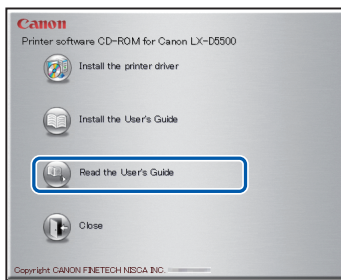 Canon
Printer software CD-ROM for Canon LX-D5500
Install the printer driver
Install the User's Guide
Read the User's Guide
Close
Copyright CANON FINETECH NISCA INC.